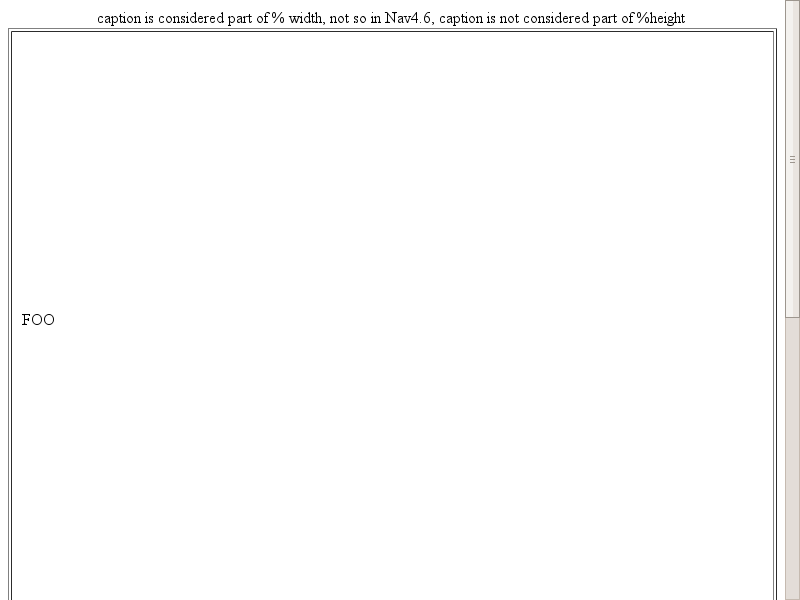 caption is considered part of % width, not so in Nav4.6, caption is not considered part of %height
FOO